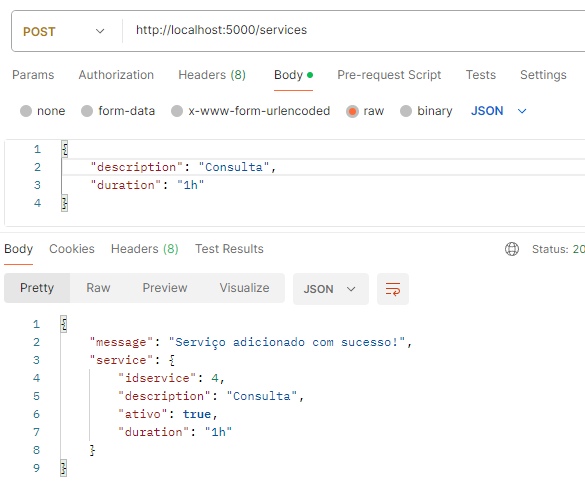 POST http://localhost:5000/services
Params Authorization Headers (8) Body Pre-request Script Tests Settings
none form-data x-www-form-urlencoded raw binary JSON
1 {
2 "description": "Consulta",
3 "duration": "1h"
4 }
Body Cookies Headers (8) Test Results Status: 20
Pretty Raw Preview Visualize JSON
1 {
2 "message": "Serviço adicionado com sucesso!",
3 "service": {
4 "idservice": 4,
5 "description": "Consulta",
6 "ativo": true,
7 "duration": "1h"
8 }
9 }